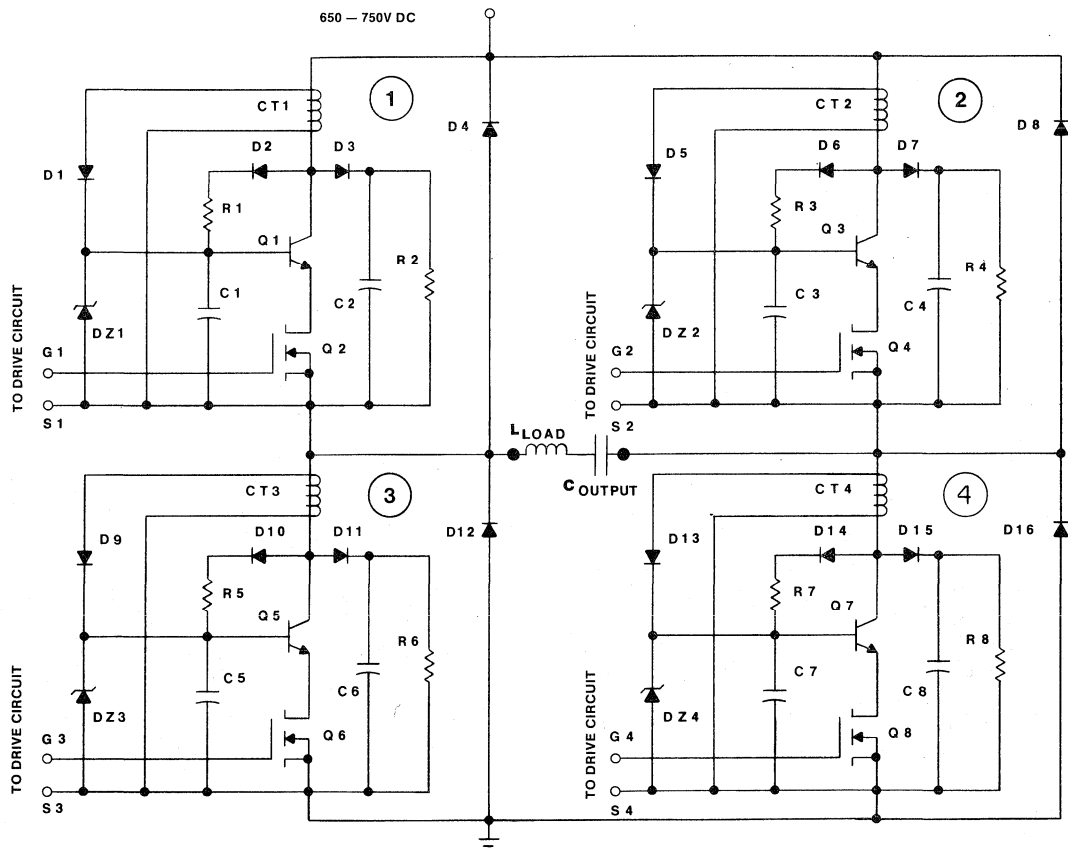 650 — 750V DC
1
CT1
D4
D2
D3
D1
R1
Q1
R2
C1
C2
DZ1
Q2
G1
S1
TO DRIVE CIRCUIT
2
CT2
D8
D6
D7
D5
R3
Q3
R4
C3
C4
DZ2
Q4
G2
S2
TO DRIVE CIRCUIT
LLOAD
COUTPUT
3
CT3
D12
D10
D11
D9
R5
Q5
R6
C5
C6
DZ3
Q6
G3
S3
TO DRIVE CIRCUIT
4
CT4
D16
D14
D15
D13
R7
Q7
R8
C7
C8
DZ4
Q8
G4
S4
TO DRIVE CIRCUIT